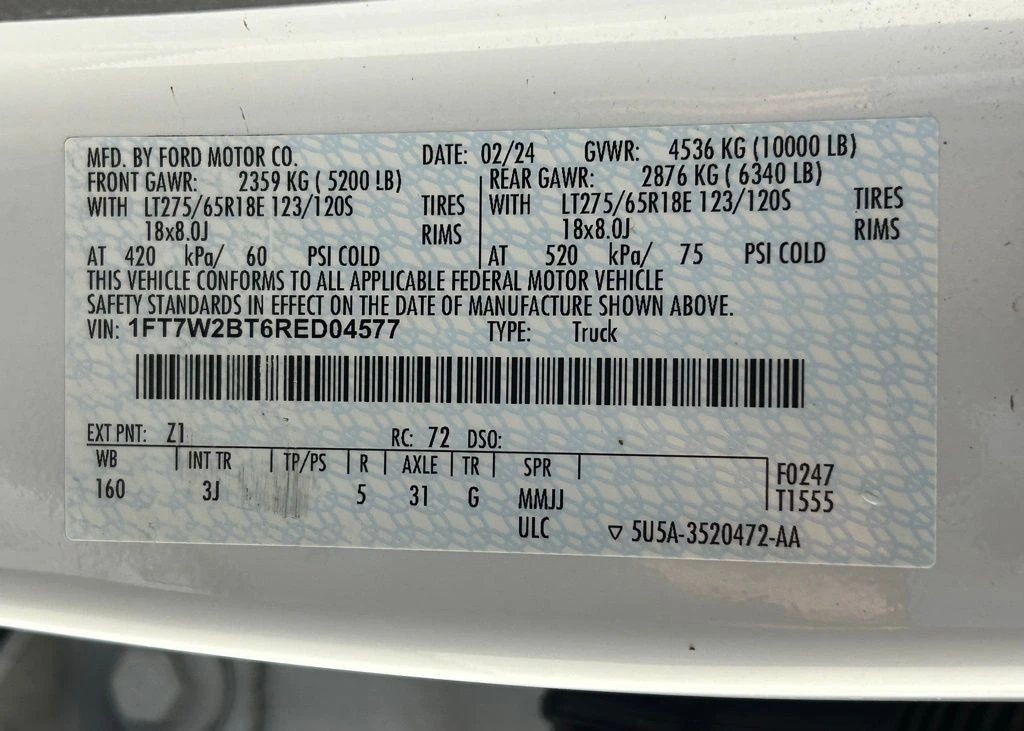 MFD. BY FORD MOTOR CO. DATE: 02/24 GVWR: 4536 KG (10000 LB)
FRONT GAWR: 2359 KG ( 5200 LB) REAR GAWR: 2876 KG ( 6340 LB)
WITH LT275/65R18E 123/120S TIRES WITH LT275/65R18E 123/120S TIRES
18x8.0J RIMS 18x8.0J RIMS
AT 420 kPa/ 60 PSI COLD AT 520 kPa/ 75 PSI COLD
THIS VEHICLE CONFORMS TO ALL APPLICABLE FEDERAL MOTOR VEHICLE
SAFETY STANDARDS IN EFFECT ON THE DATE OF MANUFACTURE SHOWN ABOVE.
VIN: 1FT7W2BT6RED04577 TYPE: Truck
EXT PNT: Z1 RC: 72 DSO:
WB INT TR TP/PS R AXLE TR SPR F0247
160 3J 5 31 G MMJJ T1555
ULC ▽ 5U5A-3520472-AA